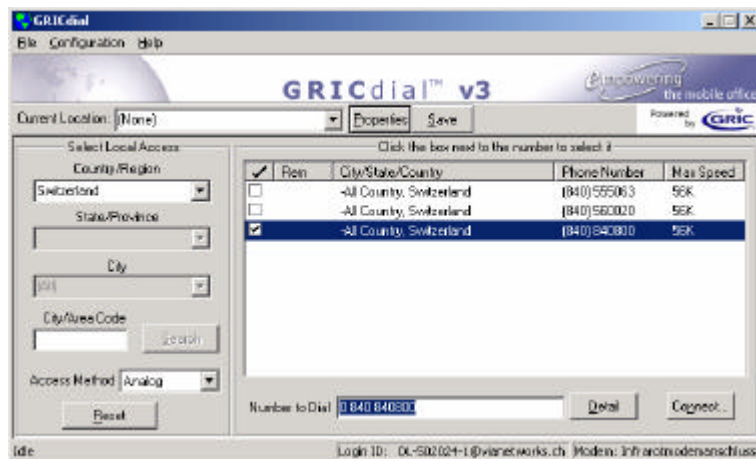 GRICdial
File Configuration Help
GRICdial™ v3
empowering
the mobile office
Current Location: (None)
Properties
Save
Powered by GRIC
Select Local Access
Click the box next to the number to select it
Country/Region
Switzerland
State/Province
City
(All)
City/Area Code
Search
Access Method Analog
Reset
Rem City/State/Country Phone Number Max Speed
-All Country, Switzerland (840) 555063 56K
-All Country, Switzerland (840) 560020 56K
-All Country, Switzerland (840) 840800 56K
Number to Dial 0 840 840800
Detail
Connect...
Idle
Login ID: OL-502024-1@vianetworks.ch
Modem: Infrarotmodemanschluss